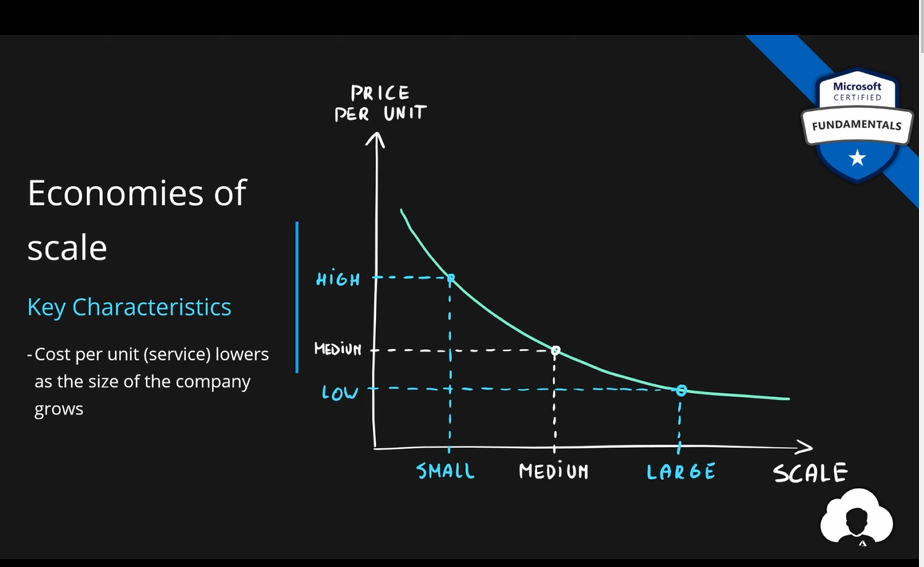 Economies of
scale
Key Characteristics
- Cost per unit (service) lowers
as the size of the company
grows
PRICE
PER UNIT
HIGH
MEDIUM
LOW
SMALL
MEDIUM
LARGE
SCALE
Microsoft
CERTIFIED
FUNDAMENTALS